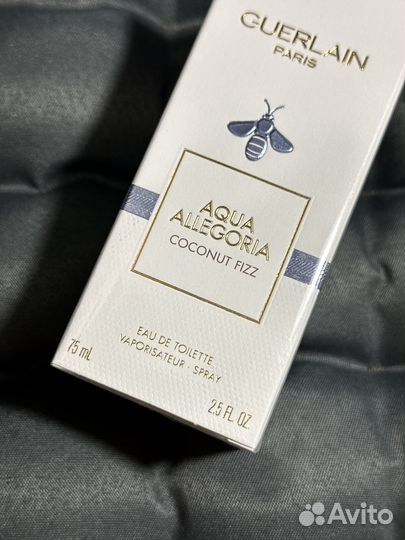 GUERLAIN
PARIS
AQUA
ALLEGORIA
COCONUT FIZZ
EAU DE TOILETTE
VAPORISATEUR · SPRAY
75 mL
2.5 FL. OZ.
Avito